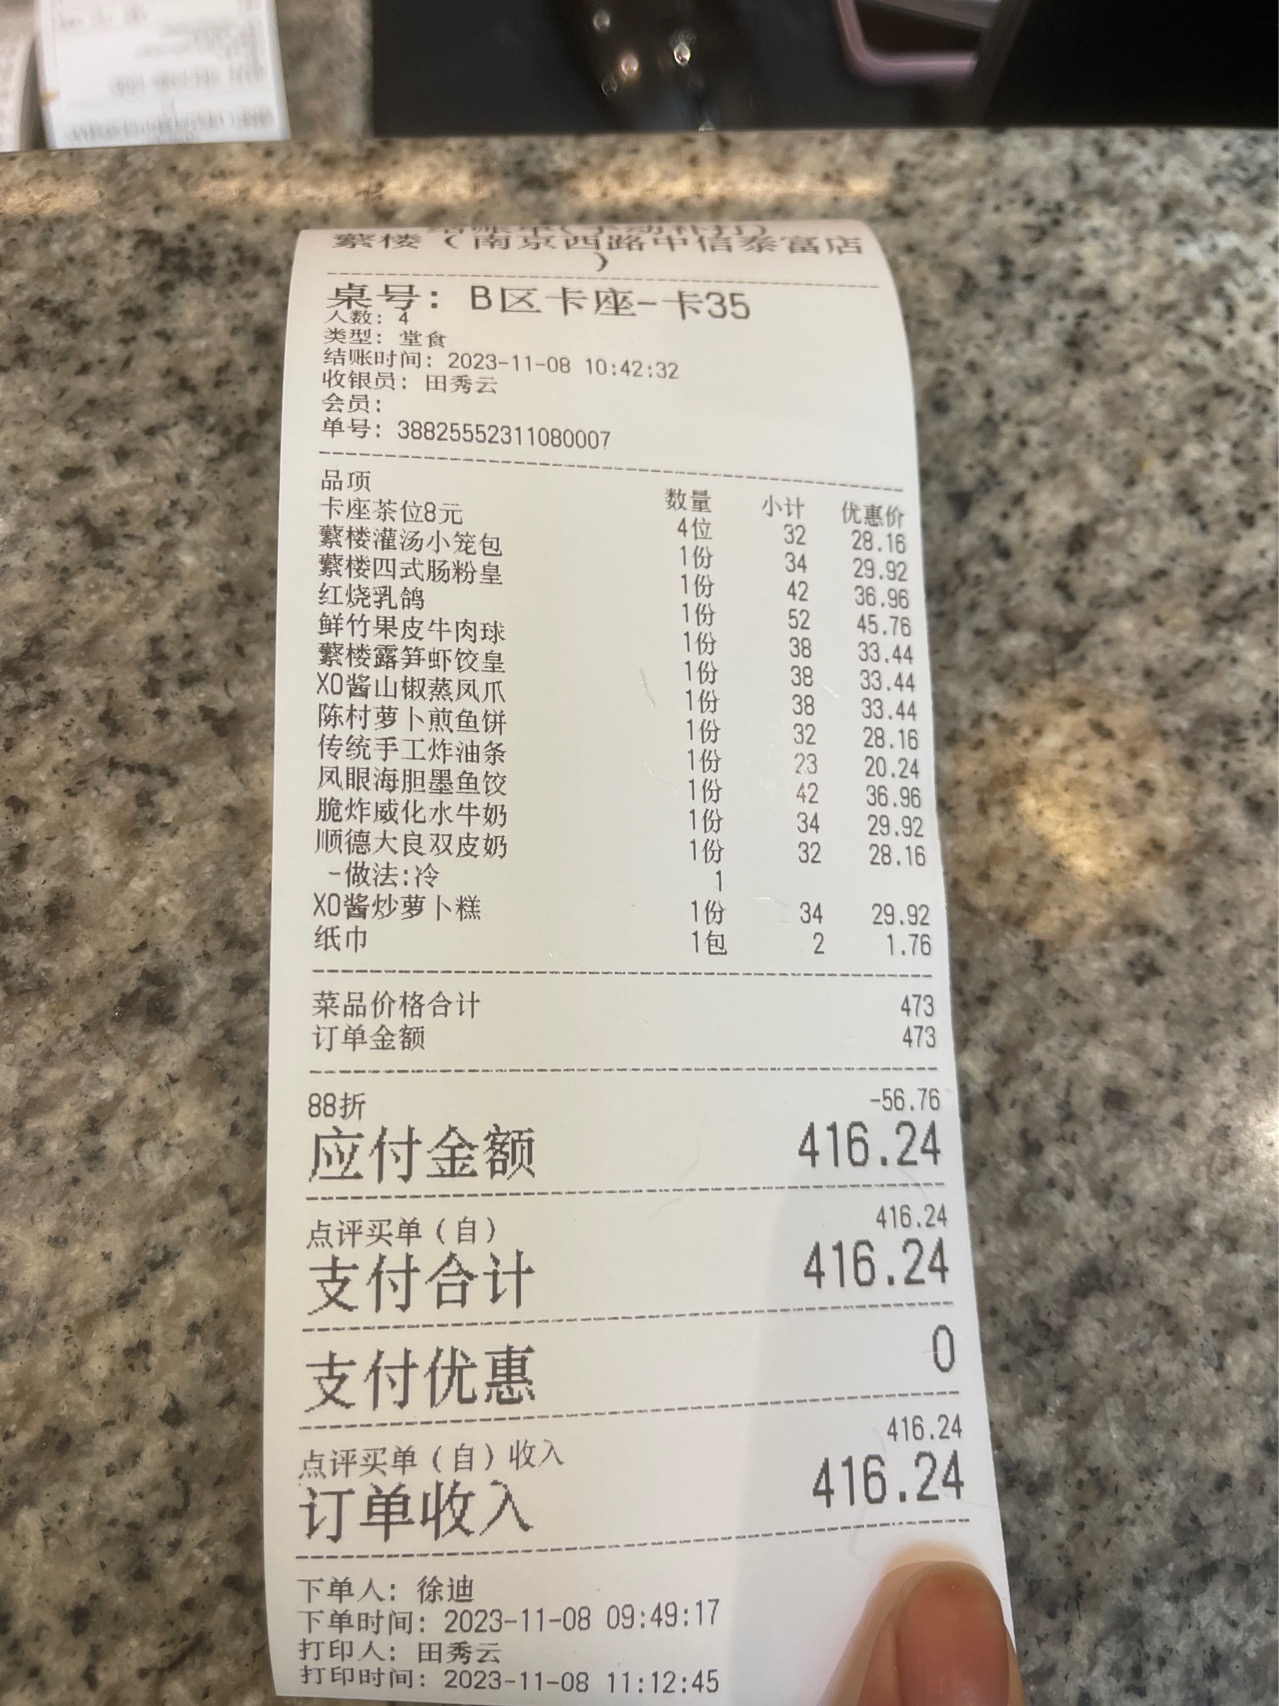 结账单(手动补打)
蘩楼（南京西路中信泰富店
）
桌号：B区卡座-卡35
人数：4
类型：堂食
结账时间：2023-11-08 10:42:32
收银员：田秀云
会员：
单号：38825552311080007
品项 数量 小计 优惠价
卡座茶位8元 4位 32 28.16
蘩楼灌汤小笼包 1份 34 29.92
蘩楼四式肠粉皇 1份 42 36.96
红烧乳鸽 1份 52 45.76
鲜竹果皮牛肉球 1份 38 33.44
蘩楼露笋虾饺皇 1份 38 33.44
XO酱山椒蒸凤爪 1份 38 33.44
陈村萝卜煎鱼饼 1份 32 28.16
传统手工炸油条 1份 23 20.24
凤眼海胆墨鱼饺 1份 42 36.96
脆炸威化水牛奶 1份 34 29.92
顺德大良双皮奶 1份 32 28.16
-做法:冷 1
XO酱炒萝卜糕 1份 34 29.92
纸巾 1包 2 1.76
菜品价格合计 473
订单金额 473
88折 -56.76
应付金额 416.24
点评买单（自） 416.24
支付合计 416.24
支付优惠 0
点评买单（自）收入 416.24
订单收入 416.24
下单人：徐迪
下单时间：2023-11-08 09:49:17
打印人：田秀云
打印时间：2023-11-08 11:12:45